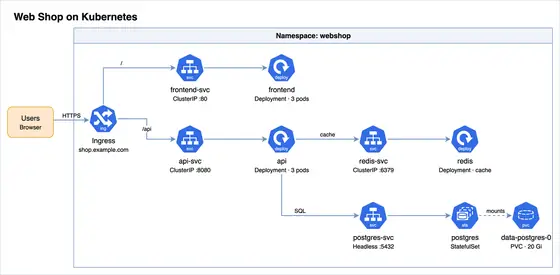 Web Shop on Kubernetes
Namespace: webshop
/
svc
deploy
frontend-svc
ClusterIP :80
frontend
Deployment · 3 pods
Users
Browser
HTTPS
ing
Ingress
shop.example.com
/api
svc
api-svc
ClusterIP :8080
deploy
api
Deployment · 3 pods
cache
svc
redis-svc
ClusterIP :6379
deploy
redis
Deployment · cache
SQL
svc
postgres-svc
Headless :5432
sts
postgres
StatefulSet
mounts
pvc
data-postgres-0
PVC · 20 Gi